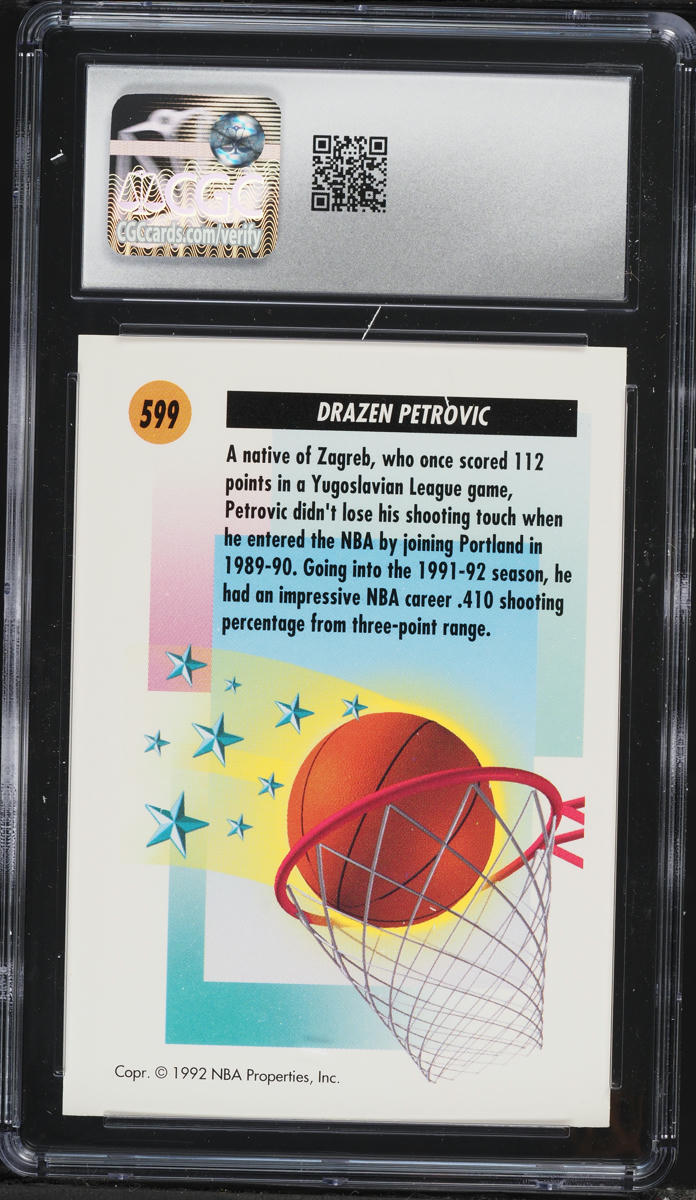 CGC
CGCcards.com/verify
599
DRAZEN PETROVIC
A native of Zagreb, who once scored 112
points in a Yugoslavian League game,
Petrovic didn't lose his shooting touch when
he entered the NBA by joining Portland in
1989-90. Going into the 1991-92 season, he
had an impressive NBA career .410 shooting
percentage from three-point range.
Copr. © 1992 NBA Properties, Inc.